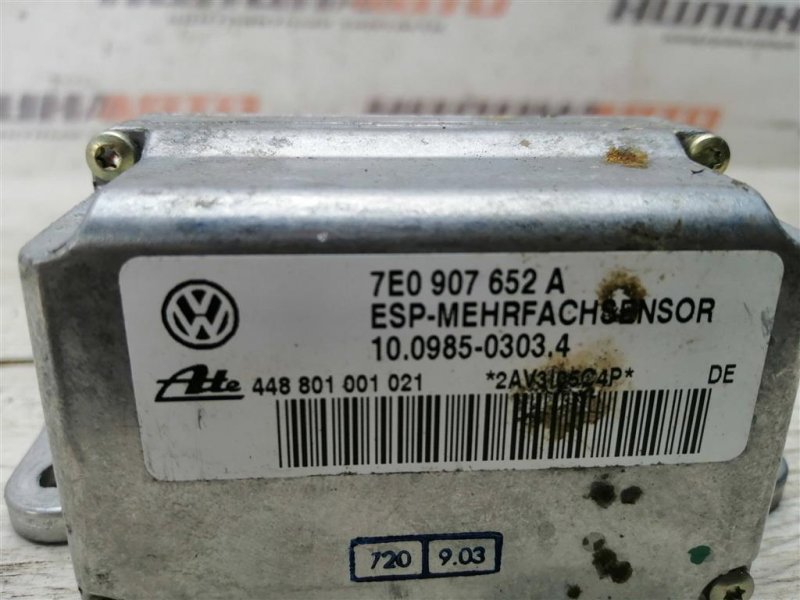 7E0 907 652 A
ESP-MEHRFACHSENSOR
10.0985-0303.4
Ate 448 801 001 021 DE
720 9.03